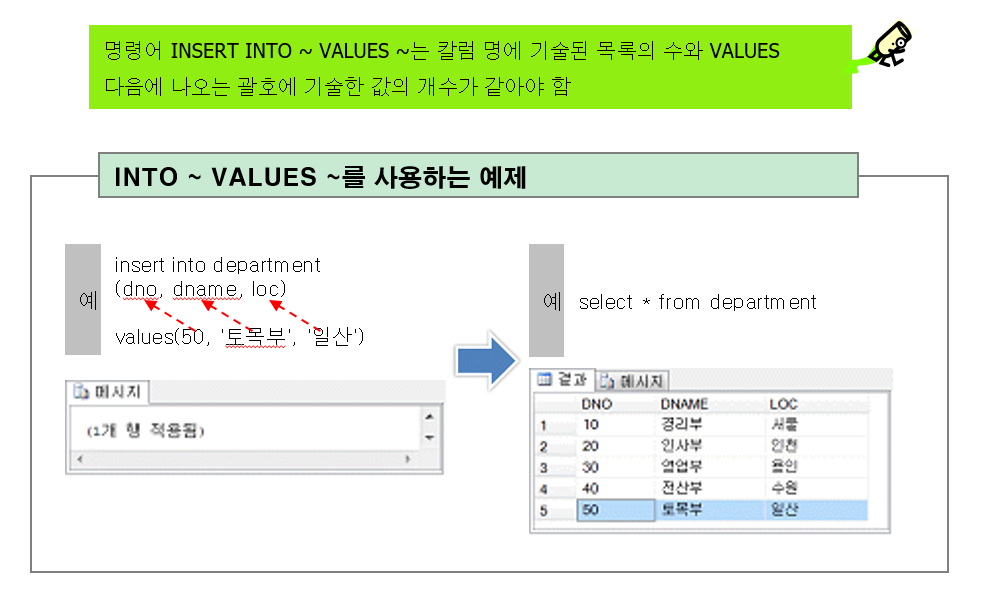 명령어 INSERT INTO ~ VALUES ~는 칼럼 명에 기술된 목록의 수와 VALUES
다음에 나오는 괄호에 기술한 값의 개수가 같아야 함
INTO ~ VALUES ~를 사용하는 예제
예
insert into department
(dno, dname, loc)
values(50, '토목부', '일산')
메시지
(1개 행 적용됨)
예
select * from department
결과 메시지
DNO DNAME LOC
1 10 경리부 서울
2 20 인사부 인천
3 30 영업부 용인
4 40 전산부 수원
5 50 토목부 일산